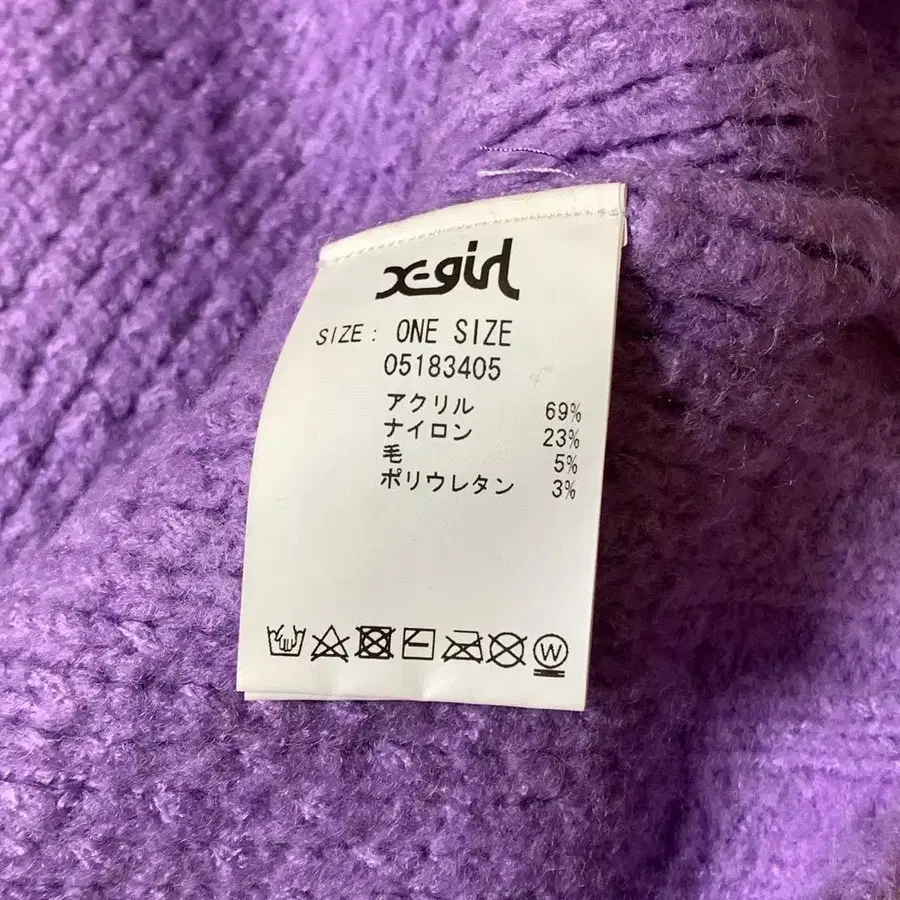 X-girl
SIZE: ONE SIZE
05183405
アクリル 69%
ナイロン 23%
毛 5%
ポリウレタン 3%
W